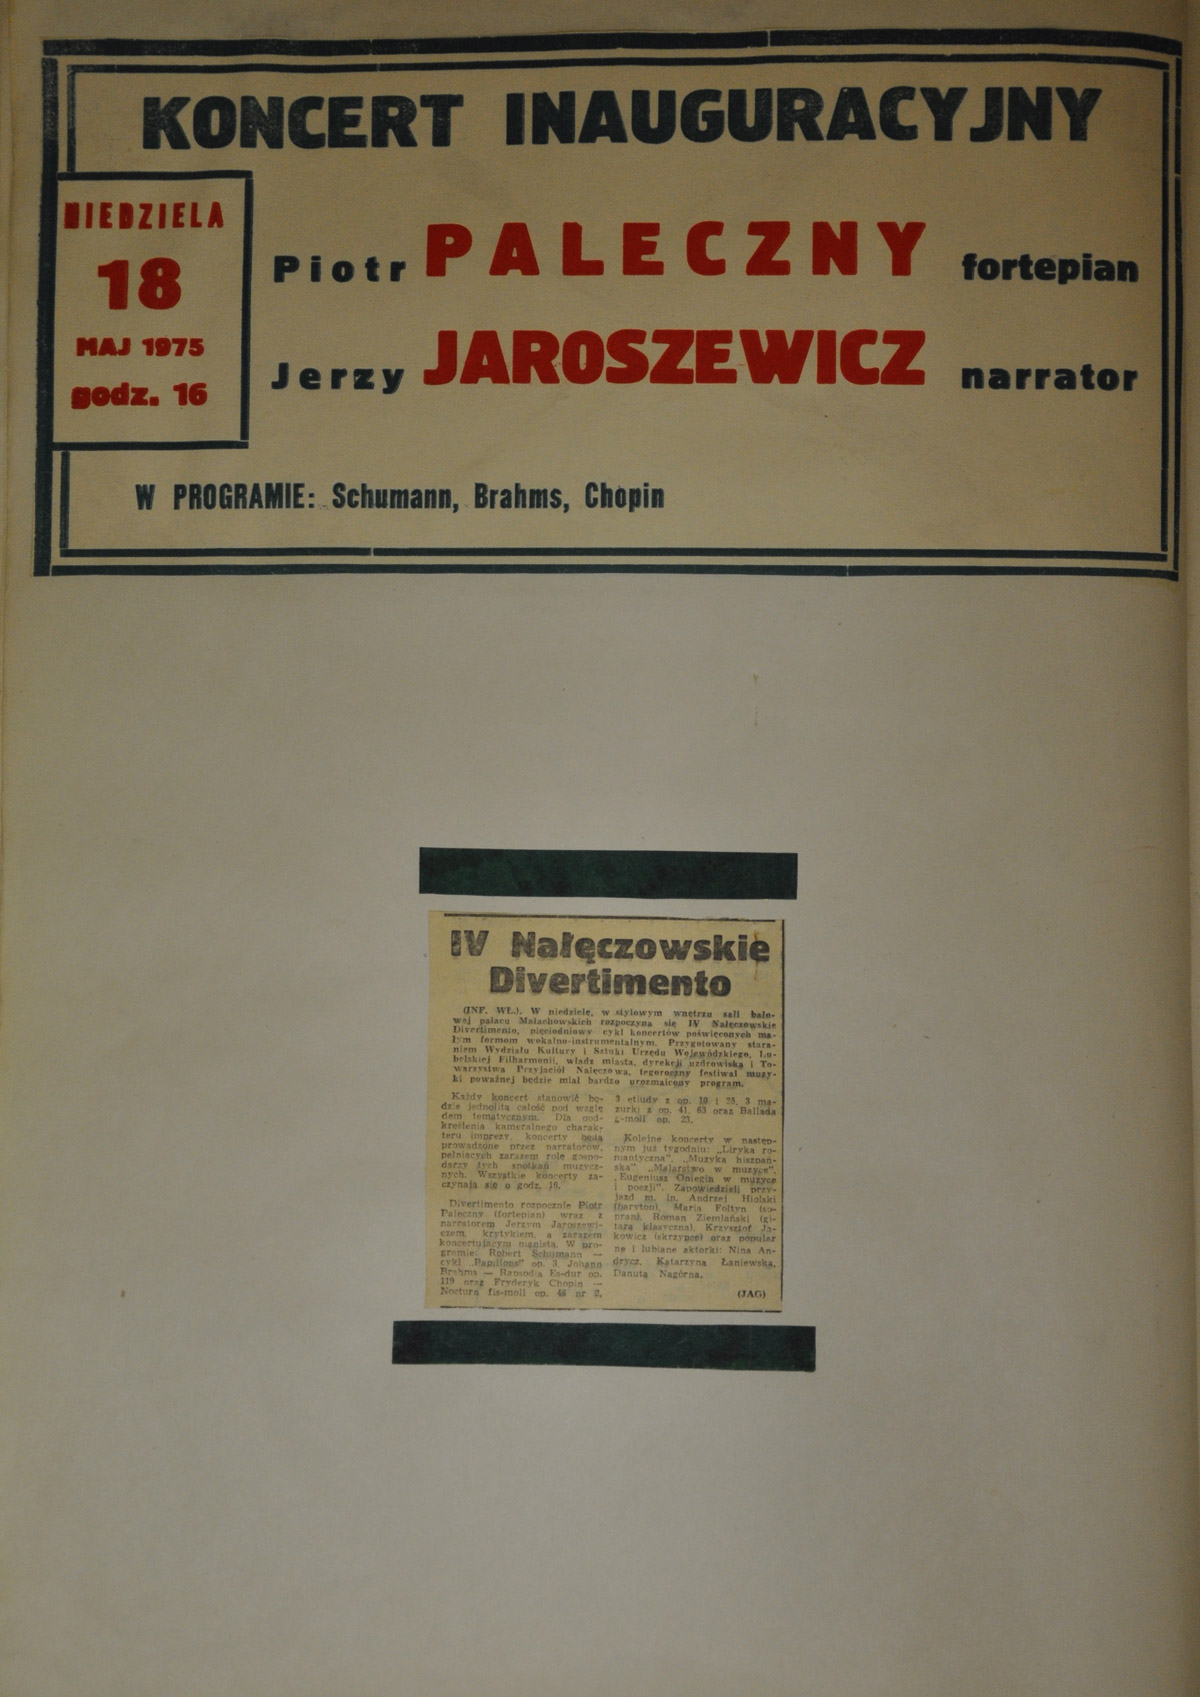 KONCERT INAUGURACYJNY
NIEDZIELA
18
MAJ 1975
godz. 16
Piotr PALECZNY fortepian
Jerzy JAROSZEWICZ narrator
W PROGRAMIE: Schumann, Brahms, Chopin
IV Nałęczowskie
Divertimento
(INF. WŁ.). W niedzielę, w stylowym wnętrzu sali balo-
wej pałacu Małachowskich rozpoczyna się IV Nałęczowskie
Divertimento, pięciodniowy cykl koncertów poświęconych ma-
łym formom wokalno-instrumentalnym. Przygotowany stara-
niem Wydziału Kultury i Sztuki Urzędu Wojewódzkiego, Lu-
belskiej Filharmonii, władz miasta, dyrekcji uzdrowiska i To-
warzystwa Przyjaciół Nałęczowa, tegoroczny festiwal muzy-
ki poważnej będzie miał bardzo urozmaicony program.
Każdy koncert stanowić bę-
dzie jednolitą całość pod wzglę
dem tematycznym. Dla pod-
kreślenia kameralnego charak-
teru imprezy, koncerty będą
prowadzone przez narratorów,
pełniących zarazem rolę gospo-
darzy tych spotkań muzycz-
nych. Wszystkie koncerty za-
czynają się o godz. 16.
Divertimento rozpocznie Piotr
Paleczny (fortepian) wraz z
narratorem Jerzym Jaroszewi-
czem, krytykiem, a zarazem
koncertującym pianistą. W pro-
gramie: Robert Schumann —
cykl „Papillons" op. 3, Johann
Brahms — Rapsodia Es-dur op.
119 oraz Fryderyk Chopin —
Nocturn fis-moll op. 48 nr 2,
3 etiudy z op. 10 i 25, 3 ma-
zurki z op. 41, 63 oraz Ballada
g-moll op. 23.
Kolejne koncerty w nastep-
nym już tygodniu: „Liryka ro-
mantyczna", „Muzyka hiszpań-
ska", „Malarstwo w muzyce",
„Eugeniusz Oniegin w muzyce
i poezji". Zapowiedzieli przy-
jazd m. in. Andrzej Hiolski
(baryton), Maria Fołtyn (so-
pran), Roman Ziemlański (gi-
tara klasyczna), Krzysztof Ja-
kowicz (skrzypce) oraz popular
ne i lubiane aktorki: Nina An-
drycz, Katarzyna Łaniewska,
Danuta Nagórna.
(JAG)